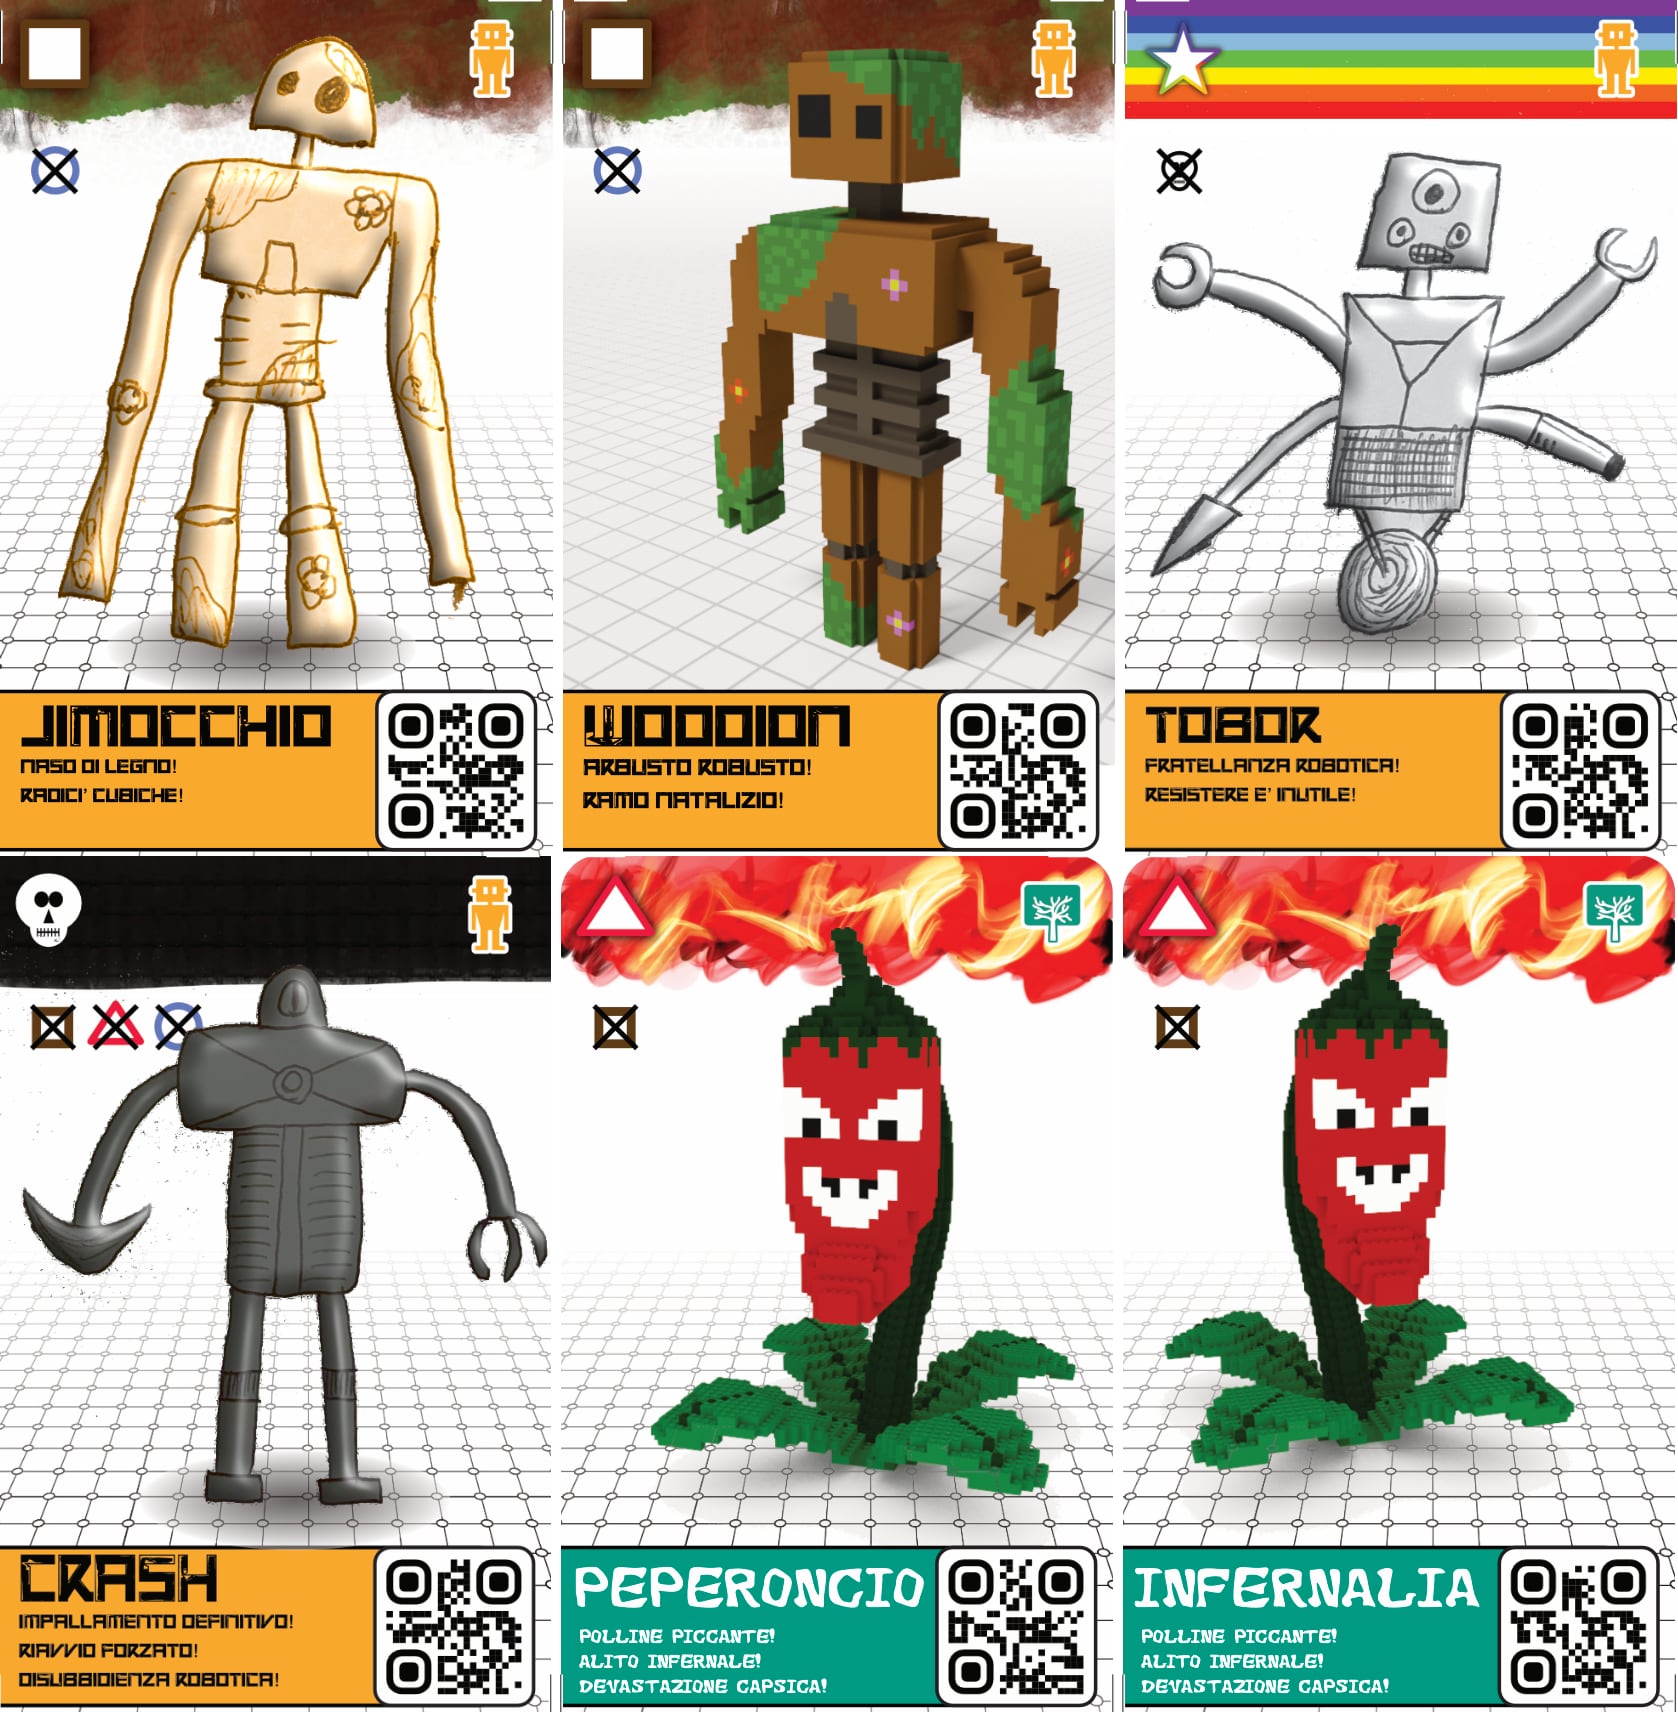 JIMOCCHIO
NASO DI LEGNO!
RADICI' CUBICHE!
WOODION
ARBUSTO ROBUSTO!
RAMO NATALIZIO!
TOBOR
FRATELLANZA ROBOTICA!
RESISTERE E' INUTILE!
CRASH
IMPALLAMENTO DEFINITIVO!
RIAVVIO FORZATO!
DISUBBIDIENZA ROBOTICA!
PEPERONCIO
POLLINE PICCANTE!
ALITO INFERNALE!
DEVASTAZIONE CAPSICA!
INFERNALIA
POLLINE PICCANTE!
ALITO INFERNALE!
DEVASTAZIONE CAPSICA!